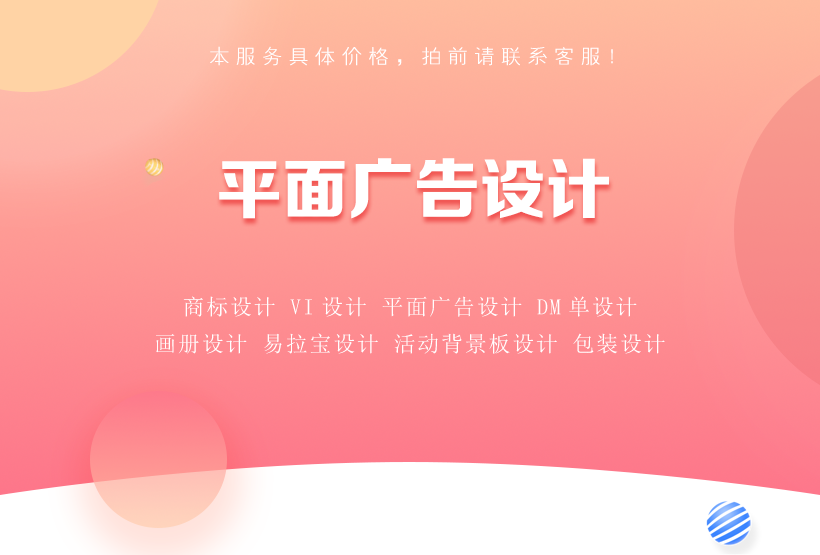 本服务具体价格，拍前请联系客服!
平面广告设计
商标设计 VI设计 平面广告设计 DM单设计
画册设计 易拉宝设计 活动背景板设计 包装设计